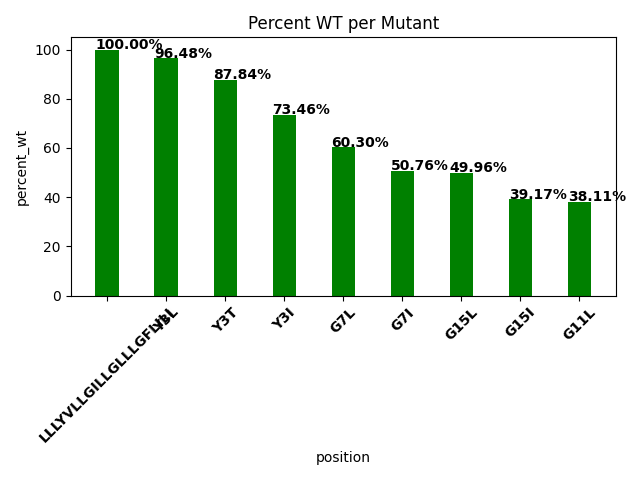 Percent WT per Mutant
100.00%
96.48%
87.84%
73.46%
60.30%
50.76%
49.96%
39.17%
38.11%
percent_wt
100
80
60
40
20
0
Y3L
Y3T
Y3I
G7L
G7I
G15L
G15I
G11L
position